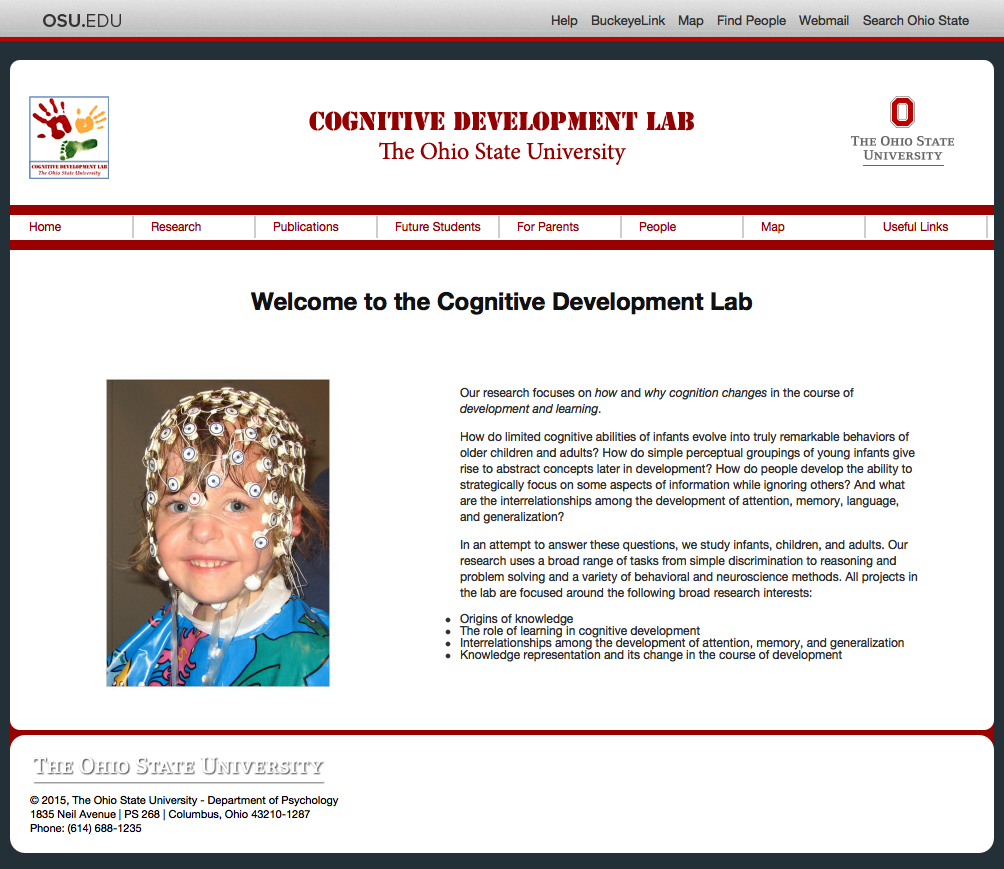 OSU.EDU
Help BuckeyeLink Map Find People Webmail Search Ohio State
COGNITIVE DEVELOPMENT LAB
The Ohio State University
COGNITIVE DEVELOPMENT LAB
The Ohio State University
THE OHIO STATE
UNIVERSITY
Home Research Publications Future Students For Parents People Map Useful Links
Welcome to the Cognitive Development Lab
Our research focuses on how and why cognition changes in the course of
development and learning.
How do limited cognitive abilities of infants evolve into truly remarkable behaviors of
older children and adults? How do simple perceptual groupings of young infants give
rise to abstract concepts later in development? How do people develop the ability to
strategically focus on some aspects of information while ignoring others? And what
are the interrelationships among the development of attention, memory, language,
and generalization?
In an attempt to answer these questions, we study infants, children, and adults. Our
research uses a broad range of tasks from simple discrimination to reasoning and
problem solving and a variety of behavioral and neuroscience methods. All projects in
the lab are focused around the following broad research interests:
• Origins of knowledge
• The role of learning in cognitive development
• Interrelationships among the development of attention, memory, and generalization
• Knowledge representation and its change in the course of development
THE OHIO STATE UNIVERSITY
© 2015, The Ohio State University - Department of Psychology
1835 Neil Avenue | PS 268 | Columbus, Ohio 43210-1287
Phone: (614) 688-1235